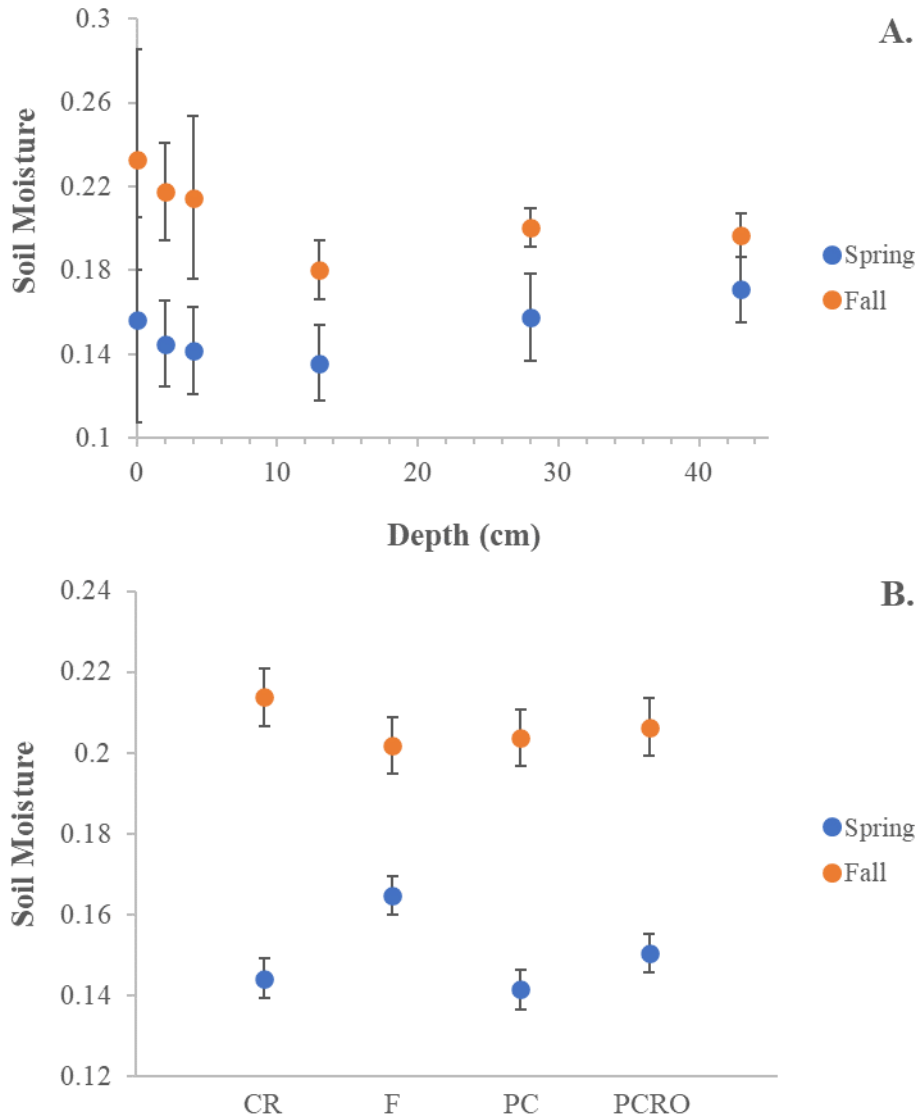 A.
0.3
0.26
0.22
0.18
0.14
0.1
Soil Moisture
0 10 20 30 40
Depth (cm)
Spring
Fall
B.
0.24
0.22
0.2
0.18
0.16
0.14
0.12
Soil Moisture
CR F PC PCRO
Spring
Fall